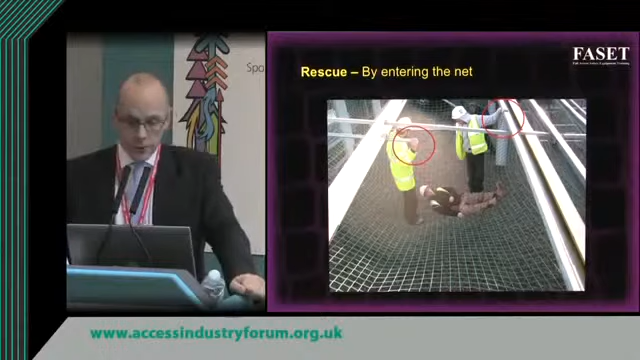 Spo
FASET
Rescue – By entering the net
www.accessindustryforum.org.uk